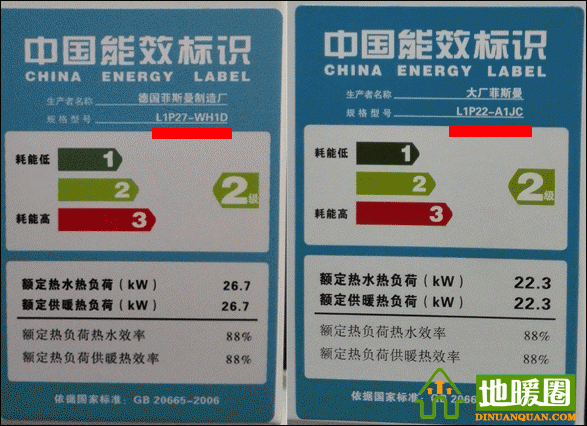 中国能效标识
CHINA ENERGY LABEL
生产者名称 德国菲斯曼制造厂
规格型号 L1P27-WH1D
耗能低 1
2
耗能高 3
2级
额定热水热负荷(kW) 26.7
额定供暖热负荷(kW) 26.7
额定热负荷热水效率 88%
额定热负荷供暖热效率 88%
依据国家标准: GB 20665-2006
中国能效标识
CHINA ENERGY LABEL
生产者名称 大厂菲斯曼
规格型号 L1P22-A1JC
耗能低 1
2
耗能高 3
2级
额定热水热负荷(kW) 22.3
额定供暖热负荷(kW) 22.3
额定热负荷热水效率 88%
额定热负荷供暖热效率 88%
依据国家标准: GB 20
地暖圈
DINUANQUAN.COM